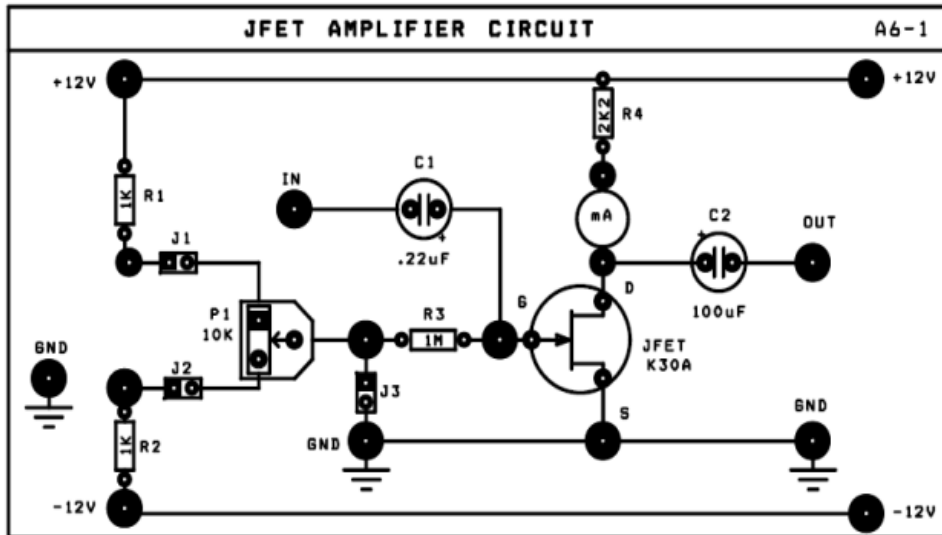 JFET AMPLIFIER CIRCUIT A6-1
+12V +12V
2K2 R4
C1
IN
1K R1
mA C2 OUT
J1
.22uF
G D
P1 R3 100uF
10K 1M JFET
K30A
GND
J2
J3 GND
S
GND
1K R2
-12V -12V